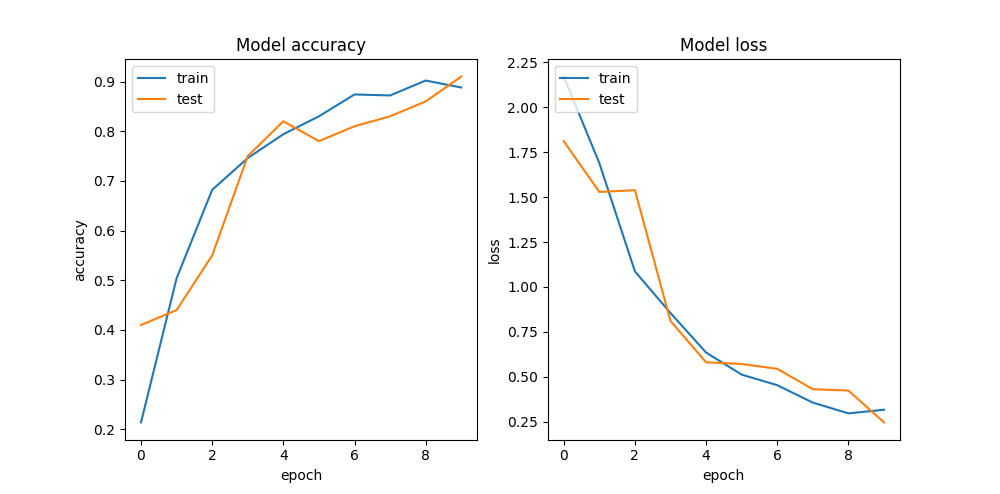 Model accuracy
train
test
0.9
0.8
0.7
0.6
0.5
0.4
0.3
0.2
accuracy
0 2 4 6 8
epoch
Model loss
train
test
2.25
2.00
1.75
1.50
1.25
1.00
0.75
0.50
0.25
loss
0 2 4 6 8
epoch